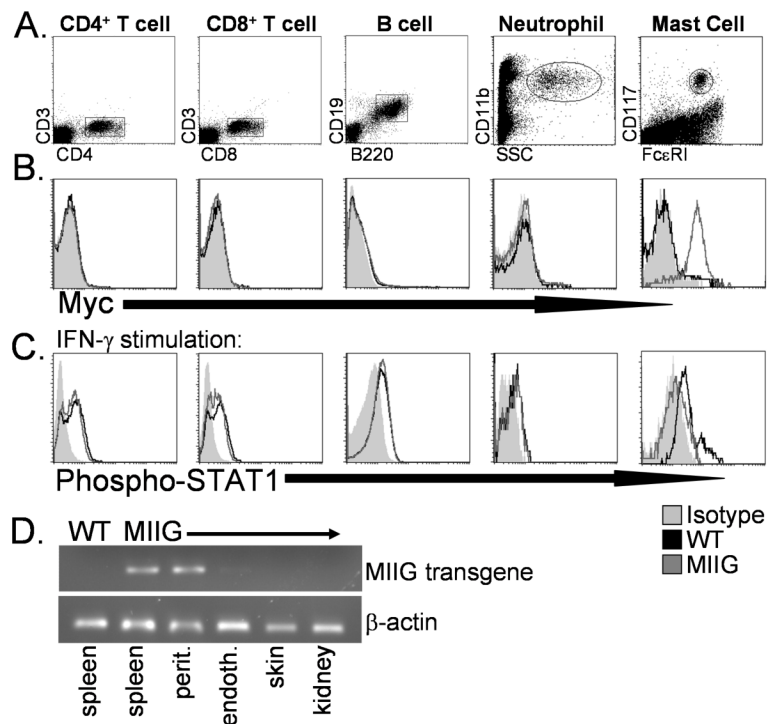 A. CD4+ T cell CD8+ T cell B cell Neutrophil Mast Cell
CD3 CD3 CD19 CD11b CD117
CD4 CD8 B220 SSC FcεRI
B.
Myc
C. IFN-γ stimulation:
Phospho-STAT1
Isotype
WT
MIIG
D. WT MIIG
MIIG transgene
β-actin
spleen spleen perit. endoth. skin kidney